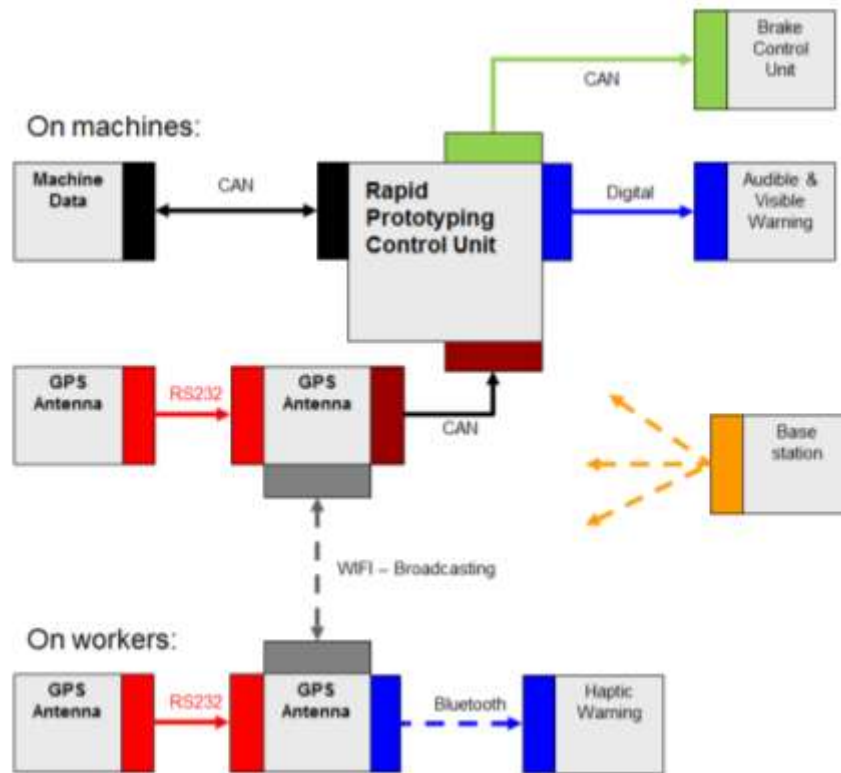 Brake
Control
Unit
CAN
On machines:
Machine
Data
CAN
Rapid
Prototyping
Control Unit
Digital
Audible &
Visible
Warning
GPS
Antenna
RS232
GPS
Antenna
CAN
Base
station
WIFI – Broadcasting
On workers:
GPS
Antenna
RS232
GPS
Antenna
Bluetooth
Haptic
Warning